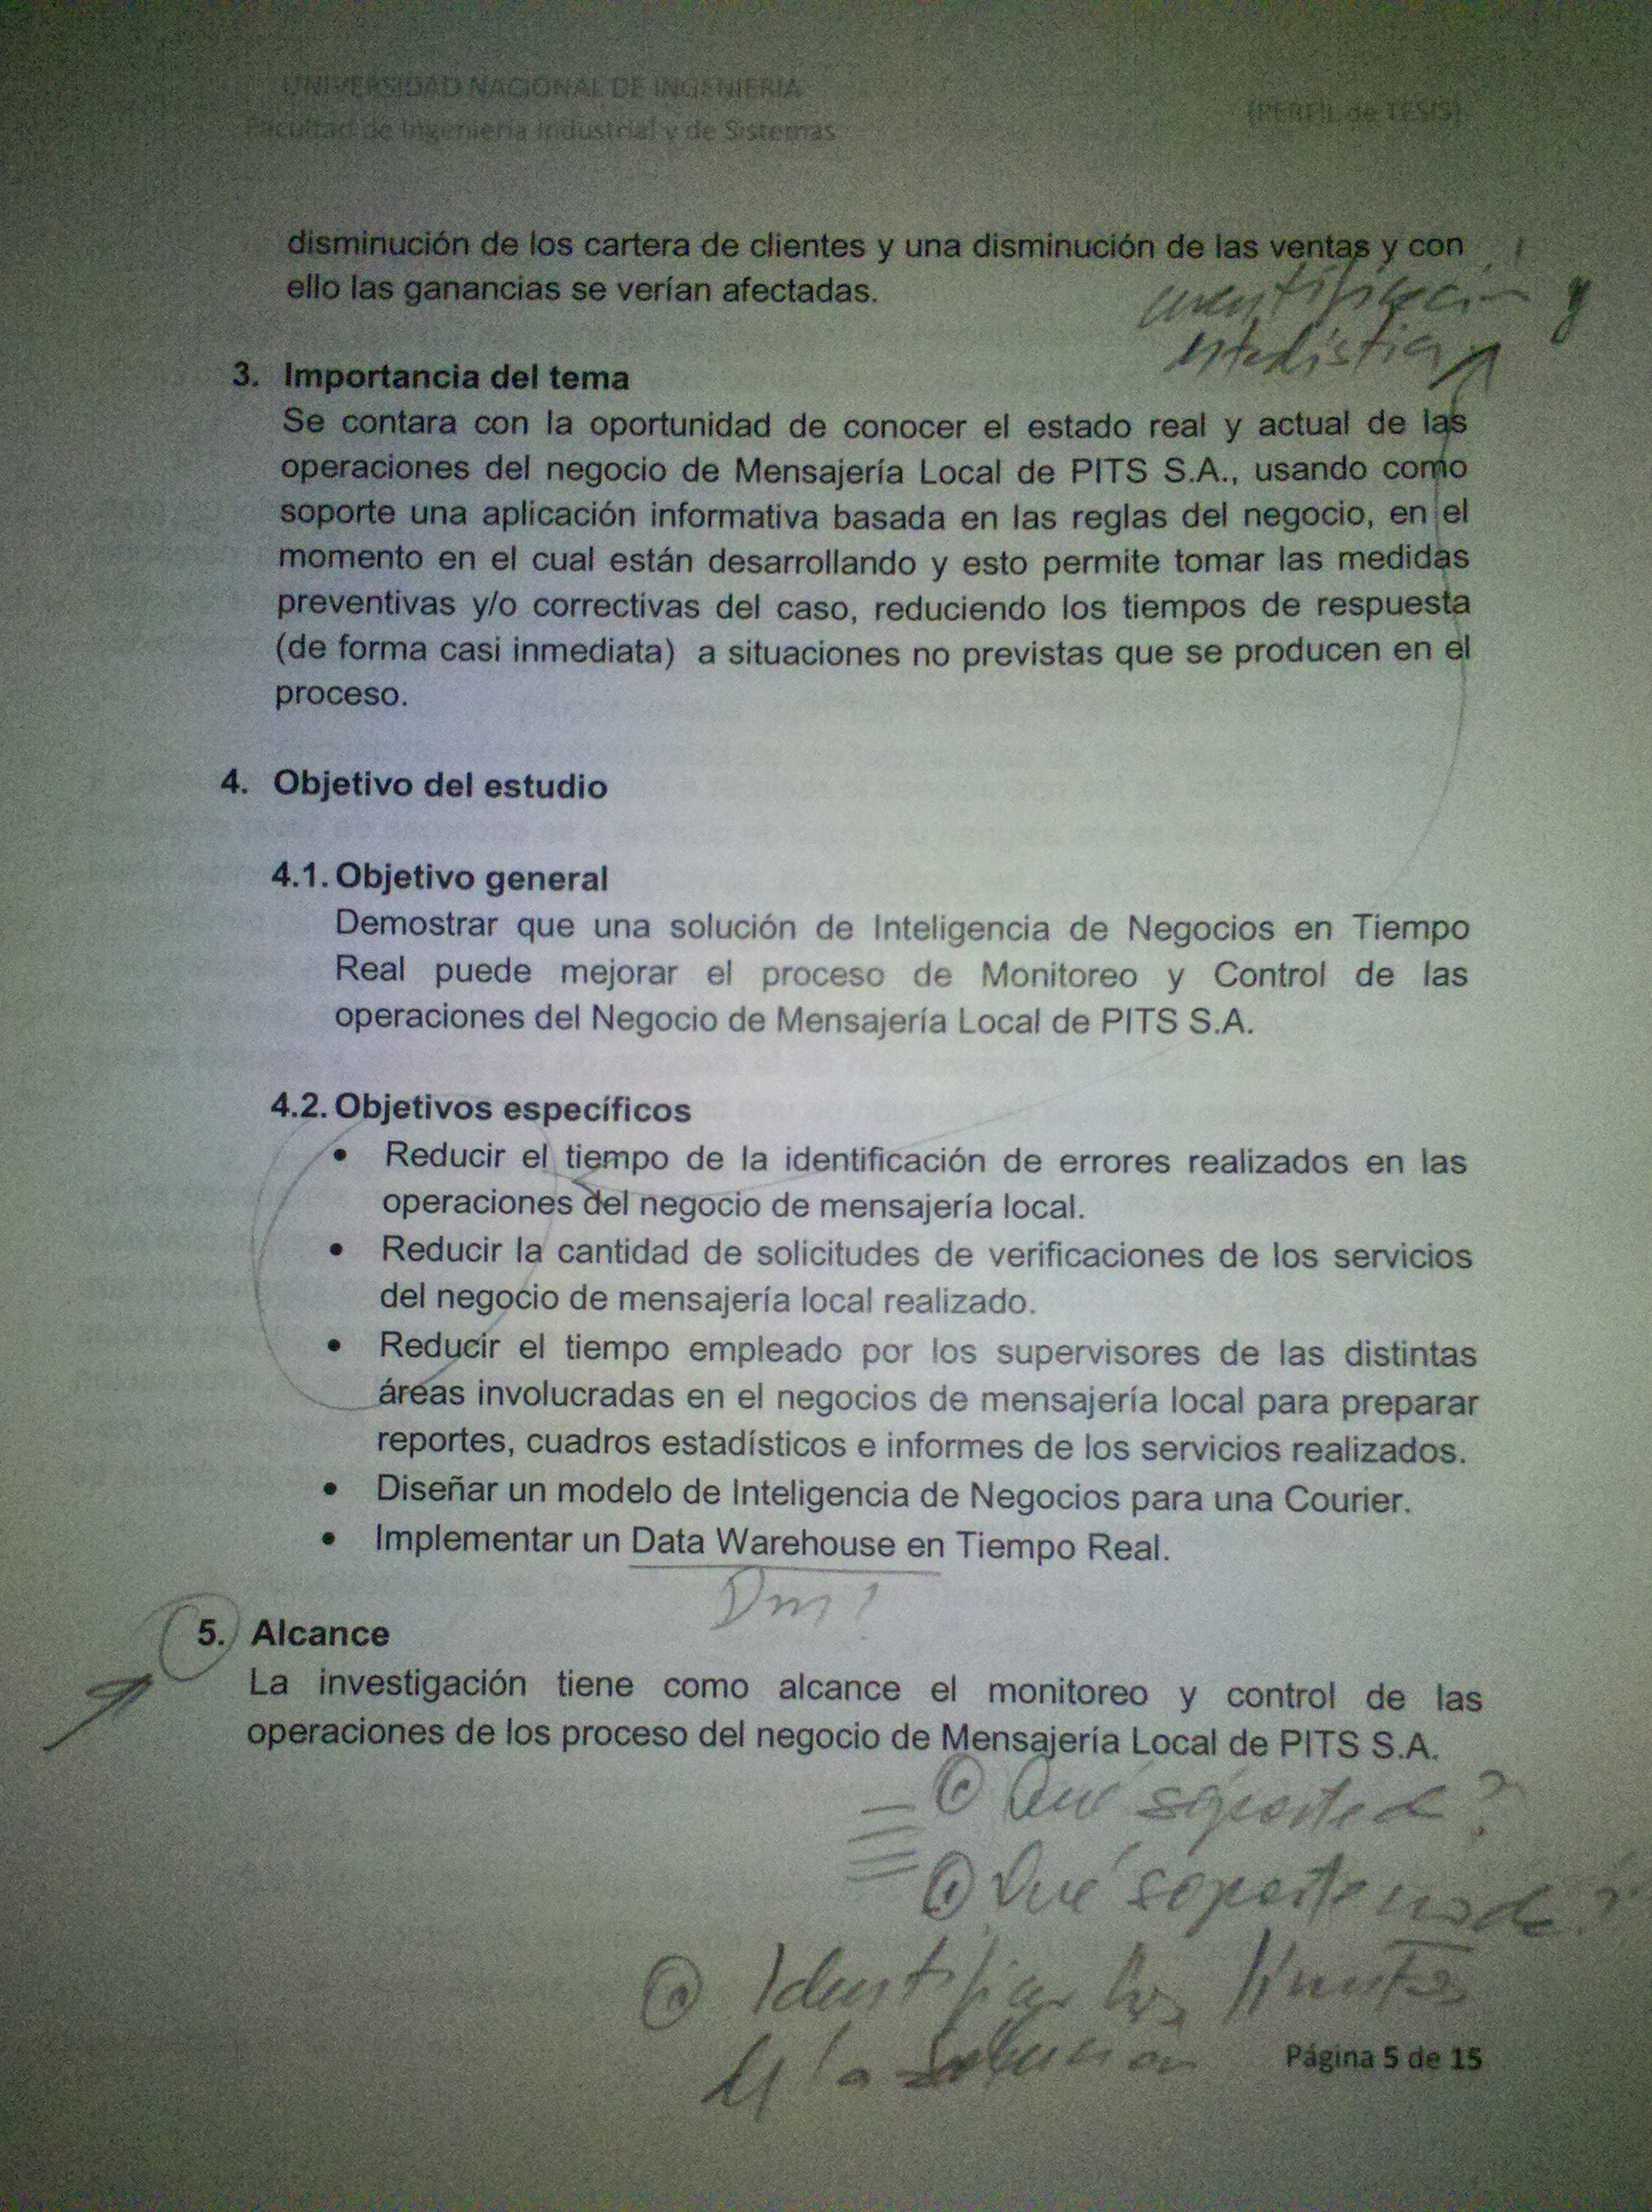 UNIVERSIDAD NACIONAL DE INGENIERIA
Facultad de Ingeniería Industrial y de Sistemas
disminución de los cartera de clientes y una disminución de las ventas y con
ello las ganancias se verían afectadas.
3. Importancia del tema
Se contara con la oportunidad de conocer el estado real y actual de las
operaciones del negocio de Mensajería Local de PITS S.A., usando como
soporte una aplicación informativa basada en las reglas del negocio, en el
momento en el cual están desarrollando y esto permite tomar las medidas
preventivas y/o correctivas del caso, reduciendo los tiempos de respuesta
(de forma casi inmediata) a situaciones no previstas que se producen en el
proceso.
4. Objetivo del estudio
4.1. Objetivo general
Demostrar que una solución de Inteligencia de Negocios en Tiempo
Real puede mejorar el proceso de Monitoreo y Control de las
operaciones del Negocio de Mensajería Local de PITS S.A.
4.2. Objetivos específicos
• Reducir el tiempo de la identificación de errores realizados en las
operaciones del negocio de mensajería local.
• Reducir la cantidad de solicitudes de verificaciones de los servicios
del negocio de mensajería local realizado.
• Reducir el tiempo empleado por los supervisores de las distintas
áreas involucradas en el negocios de mensajería local para preparar
reportes, cuadros estadísticos e informes de los servicios realizados.
• Diseñar un modelo de Inteligencia de Negocios para una Courier.
• Implementar un Data Warehouse en Tiempo Real.
5. Alcance
La investigación tiene como alcance el monitoreo y control de las
operaciones de los proceso del negocio de Mensajería Local de PITS S.A.
Qué soporta
Identificar los límites
Página 5 de 15